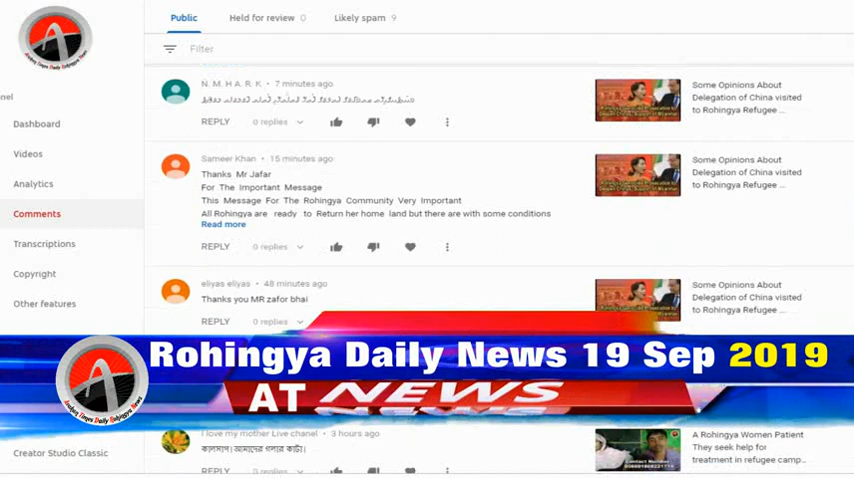 Public
Held for review 0
Likely spam 9
Filter
nel
Dashboard
Videos
Analytics
Comments
Transcriptions
Copyright
Other features
Creator Studio Classic
N. M. H A. R. K • 7 minutes ago
REPLY 0 replies
Some Opinions About
Delegation of China visited
to Rohingya Refugee ...
Sameer Khan • 15 minutes ago
Thanks Mr Jafar
For The Important Message
This Message For The Rohingya Community Very Important
All Rohingya are ready to Return her home land but there are with some conditions
Read more
REPLY 0 replies
Some Opinions About
Delegation of China visited
to Rohingya Refugee ...
eliyas eliyas • 48 minutes ago
Thanks you MR zafor bhai
REPLY 0 replies
Some Opinions About
Delegation of China visited
to Rohingya Refugee ...
Rohingya Daily News 19 Sep 2019
AT NEWS
I love my mother Live chanel • 3 hours ago
কালসাপ। আমাদের গলার কাটা।
REPLY 0 replies
A Rohingya Women Patient
They seek help for
treatment in refugee camp...